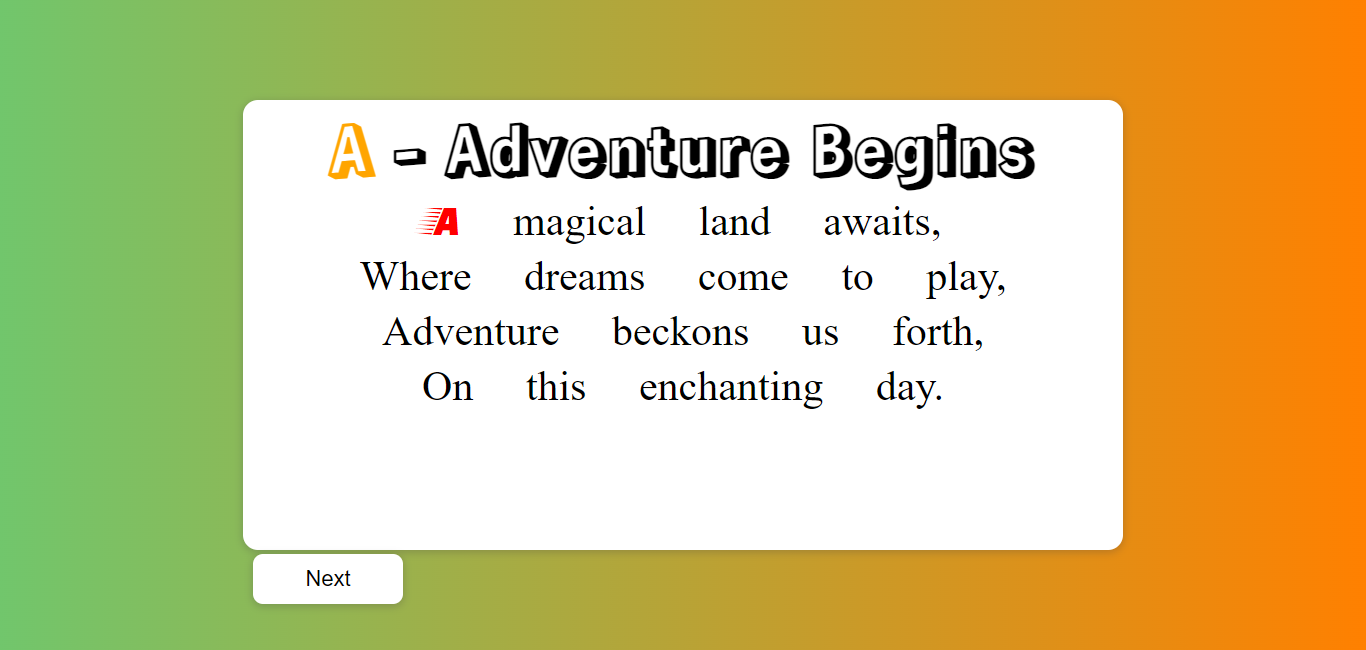 A - Adventure Begins
A magical land awaits,
Where dreams come to play,
Adventure beckons us forth,
On this enchanting day.
Next